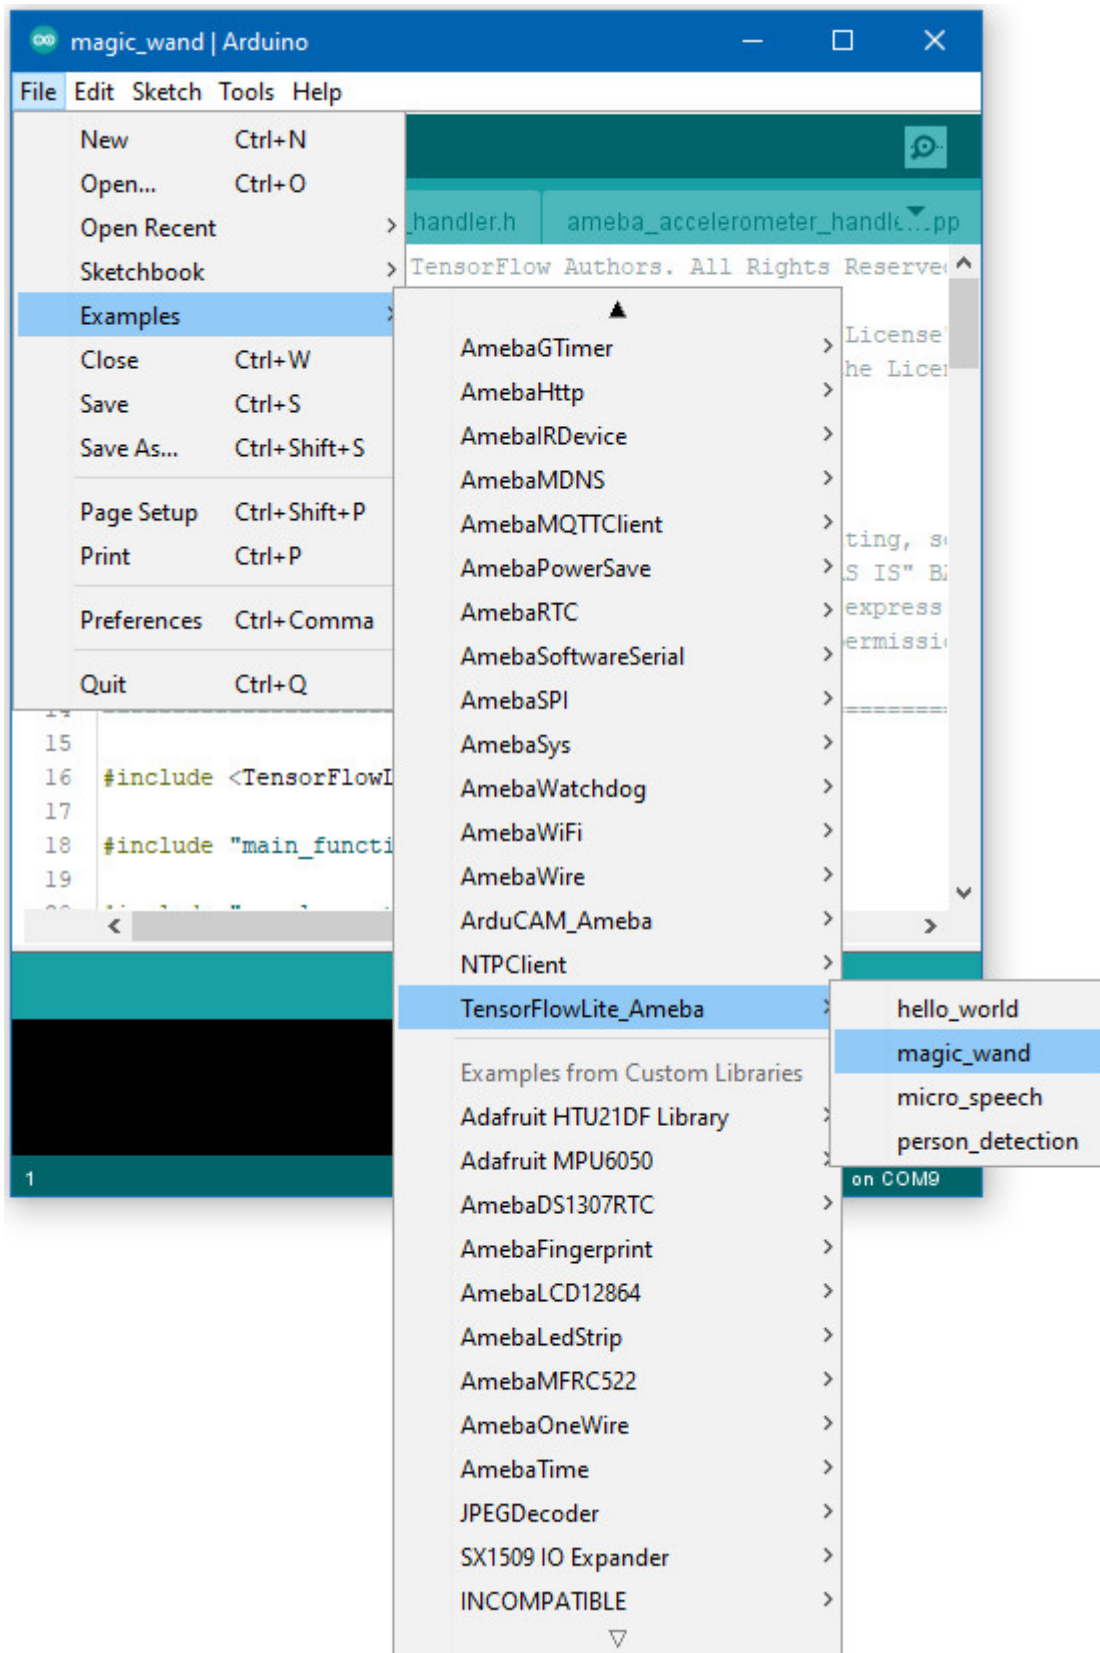 magic_wand | Arduino
File Edit Sketch Tools Help
New Ctrl+N
Open... Ctrl+O
Open Recent
Sketchbook
Examples
Close Ctrl+W
Save Ctrl+S
Save As... Ctrl+Shift+S
Page Setup Ctrl+Shift+P
Print Ctrl+P
Preferences Ctrl+Comma
Quit Ctrl+Q
_handler.h ameba_accelerometer_handle
TensorFlow Authors. All Rights Reserved
License"
ting,
S IS"
express
15
16 #include <TensorFlowL
17
18 #include "main_functi
19
AmebaGTimer
AmebaHttp
AmebaIRDevice
AmebaMDNS
AmebaMQTTClient
AmebaPowerSave
AmebaRTC
AmebaSoftwareSerial
AmebaSPI
AmebaSys
AmebaWatchdog
AmebaWiFi
AmebaWire
ArduCAM_Ameba
NTPClient
TensorFlowLite_Ameba
Examples from Custom Libraries
Adafruit HTU21DF Library
Adafruit MPU6050
AmebaDS1307RTC
AmebaFingerprint
AmebaLCD12864
AmebaLedStrip
AmebaMFRC522
AmebaOneWire
AmebaTime
JPEGDecoder
SX1509 IO Expander
INCOMPATIBLE
hello_world
magic_wand
micro_speech
person_detection
1 on COM9